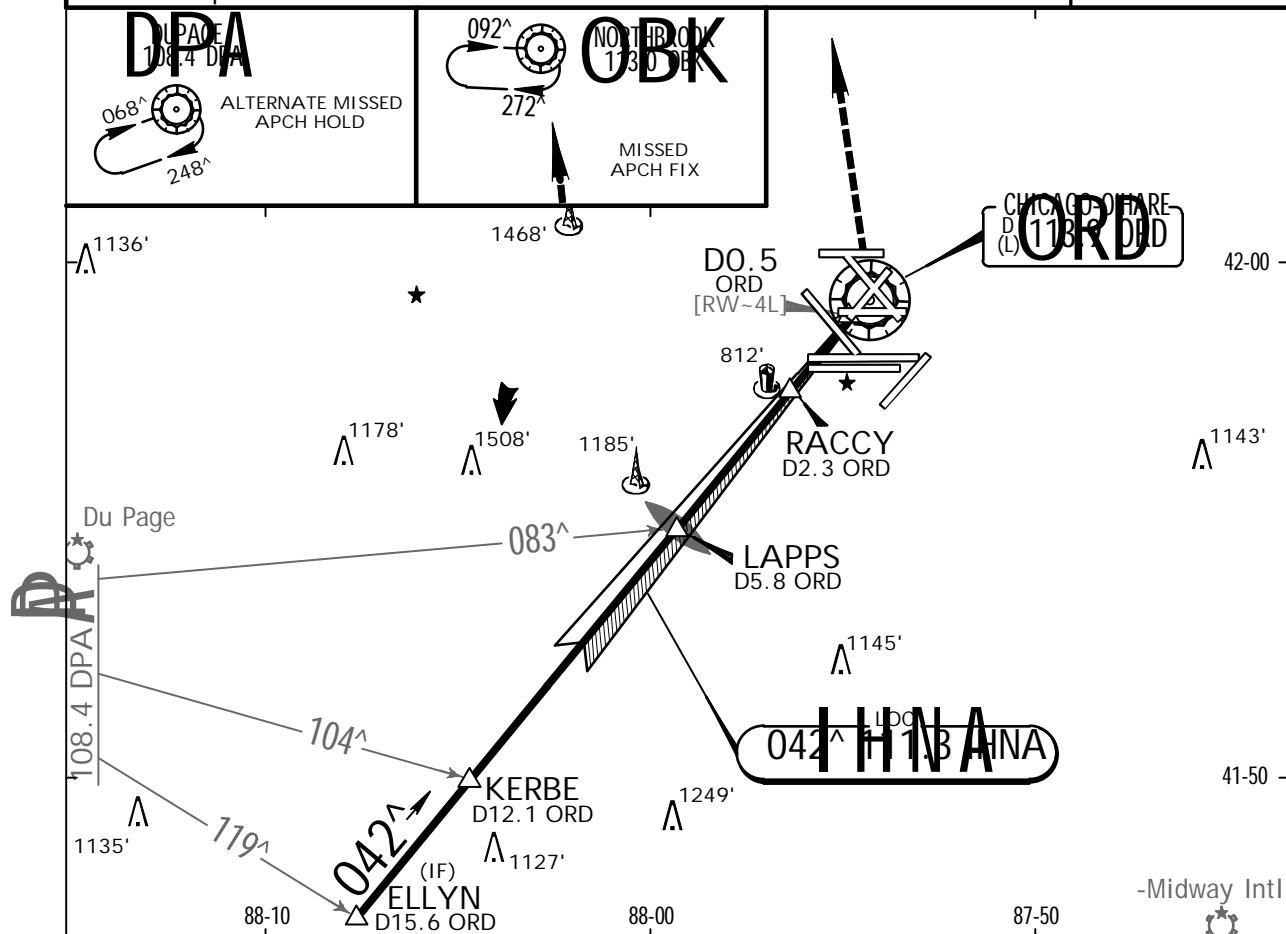 DPA
DUPAGE
108.4 DPA
068^
248^
ALTERNATE MISSED
APCH HOLD
OBK
NORTHBROOK
113.0 OBK
092^
272^
MISSED
APCH FIX
1136'
1468'
CHICAGO-O'HARE
D
(L)
113.9 ORD
ORD
42-00
D0.5
ORD
[RW~4L]
812'
1178'
1508'
1185'
RACCY
D2.3 ORD
1143'
Du Page
083^
LAPPS
D5.8 ORD
DPA
108.4 DPA
1145'
104^
LOC
042^ 111.3 IHNA
IHNA
KERBE
D12.1 ORD
41-50
1249'
1135'
119^
042^
1127'
(IF)
ELLYN
D15.6 ORD
88-10
88-00
87-50
-Midway Intl